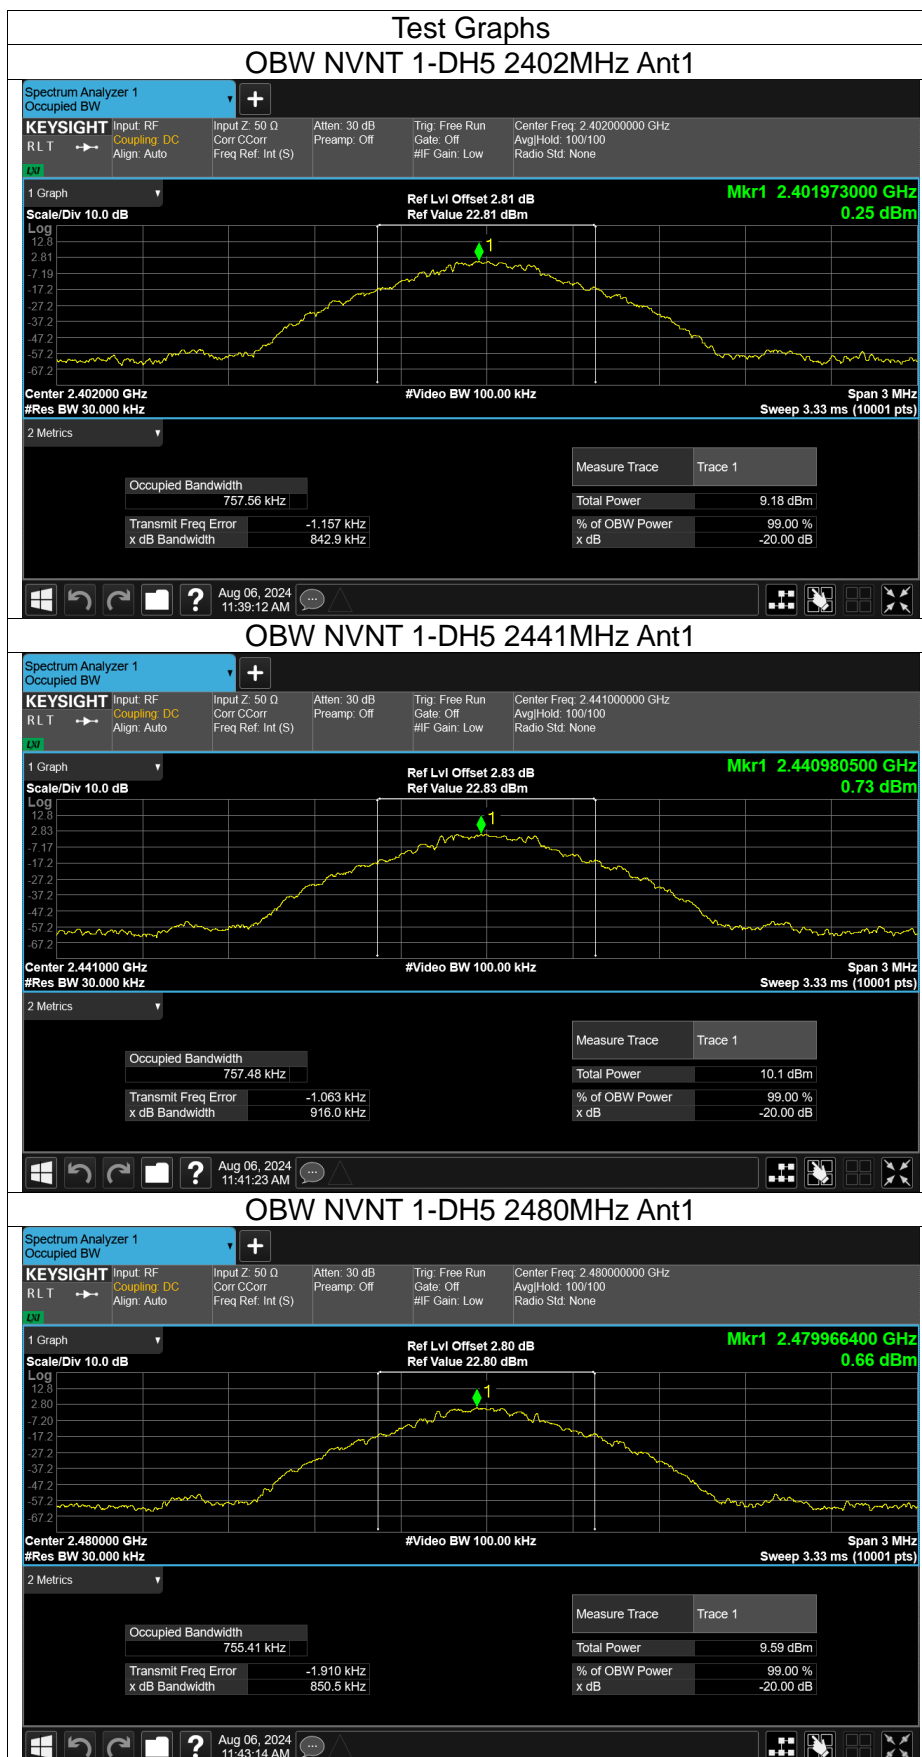 Test Graphs
OBW NVNT 1-DH5 2402MHz Ant1
Spectrum Analyzer 1
Occupied BW
+
KEYSIGHT Input: RF Input Z: 50 Ω Atten: 30 dB Trig: Free Run Center Freq: 2.402000000 GHz
RLT Coupling: DC Corr CCorr Preamp: Off Gate: Off Avg|Hold: 100/100
Align: Auto Freq Ref: Int (S) #IF Gain: Low Radio Std: None
LXI
1 Graph Ref Lvl Offset 2.81 dB Mkr1 2.401973000 GHz
Scale/Div 10.0 dB Ref Value 22.81 dBm 0.25 dBm
Log
12.8
2.81
-7.19
-17.2
-27.2
-37.2
-47.2
-57.2
-67.2
1
Center 2.402000 GHz #Video BW 100.00 kHz Span 3 MHz
#Res BW 30.000 kHz Sweep 3.33 ms (10001 pts)
2 Metrics
Measure Trace Trace 1
Occupied Bandwidth
757.56 kHz Total Power 9.18 dBm
Transmit Freq Error -1.157 kHz % of OBW Power 99.00 %
x dB Bandwidth 842.9 kHz x dB -20.00 dB
? Aug 06, 2024
11:39:12 AM
OBW NVNT 1-DH5 2441MHz Ant1
Spectrum Analyzer 1
Occupied BW
+
KEYSIGHT Input: RF Input Z: 50 Ω Atten: 30 dB Trig: Free Run Center Freq: 2.441000000 GHz
RLT Coupling: DC Corr CCorr Preamp: Off Gate: Off Avg|Hold: 100/100
Align: Auto Freq Ref: Int (S) #IF Gain: Low Radio Std: None
LXI
1 Graph Ref Lvl Offset 2.83 dB Mkr1 2.440980500 GHz
Scale/Div 10.0 dB Ref Value 22.83 dBm 0.73 dBm
Log
12.8
2.83
-7.17
-17.2
-27.2
-37.2
-47.2
-57.2
-67.2
1
Center 2.441000 GHz #Video BW 100.00 kHz Span 3 MHz
#Res BW 30.000 kHz Sweep 3.33 ms (10001 pts)
2 Metrics
Measure Trace Trace 1
Occupied Bandwidth
757.48 kHz Total Power 10.1 dBm
Transmit Freq Error -1.063 kHz % of OBW Power 99.00 %
x dB Bandwidth 916.0 kHz x dB -20.00 dB
? Aug 06, 2024
11:41:23 AM
OBW NVNT 1-DH5 2480MHz Ant1
Spectrum Analyzer 1
Occupied BW
+
KEYSIGHT Input: RF Input Z: 50 Ω Atten: 30 dB Trig: Free Run Center Freq: 2.480000000 GHz
RLT Coupling: DC Corr CCorr Preamp: Off Gate: Off Avg|Hold: 100/100
Align: Auto Freq Ref: Int (S) #IF Gain: Low Radio Std: None
LXI
1 Graph Ref Lvl Offset 2.80 dB Mkr1 2.479966400 GHz
Scale/Div 10.0 dB Ref Value 22.80 dBm 0.66 dBm
Log
12.8
2.80
-7.20
-17.2
-27.2
-37.2
-47.2
-57.2
-67.2
1
Center 2.480000 GHz #Video BW 100.00 kHz Span 3 MHz
#Res BW 30.000 kHz Sweep 3.33 ms (10001 pts)
2 Metrics
Measure Trace Trace 1
Occupied Bandwidth
755.41 kHz Total Power 9.59 dBm
Transmit Freq Error -1.910 kHz % of OBW Power 99.00 %
x dB Bandwidth 850.5 kHz x dB -20.00 dB
? Aug 06, 2024
11:43:14 AM